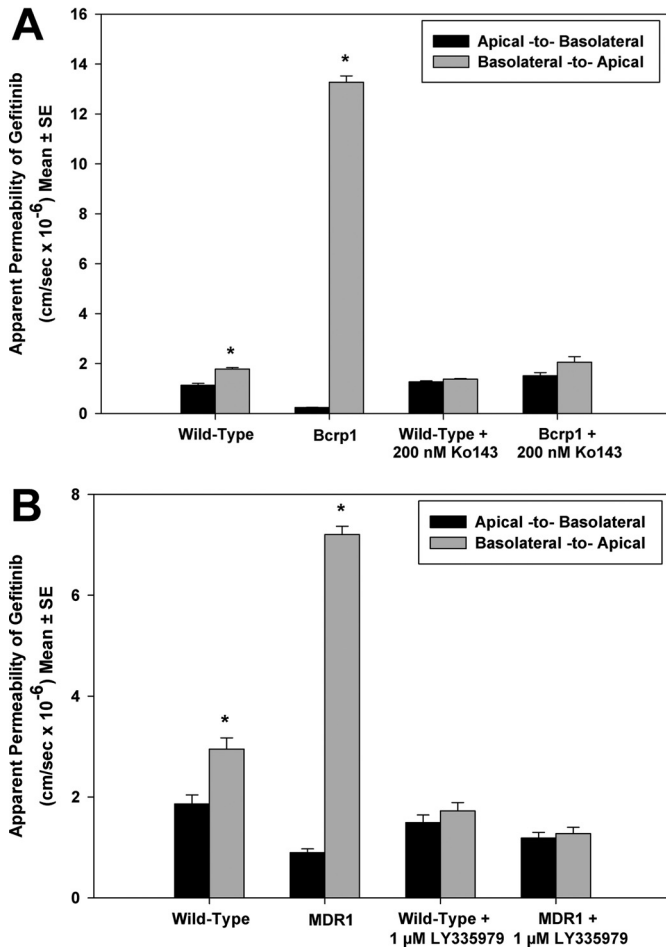 A
Apparent Permeability of Gefitinib
(cm/sec x 10⁻⁶) Mean ± SE
16
14
12
10
8
6
4
2
0
Apical -to- Basolateral
Basolateral -to- Apical
*
*
Wild-Type
Bcrp1
Wild-Type +
200 nM Ko143
Bcrp1 +
200 nM Ko143
B
Apparent Permeability of Gefitinib
(cm/sec x 10⁻⁶) Mean ± SE
8
6
4
2
0
Apical -to- Basolateral
Basolateral -to- Apical
*
*
Wild-Type
MDR1
Wild-Type +
1 µM LY335979
MDR1 +
1 µM LY335979